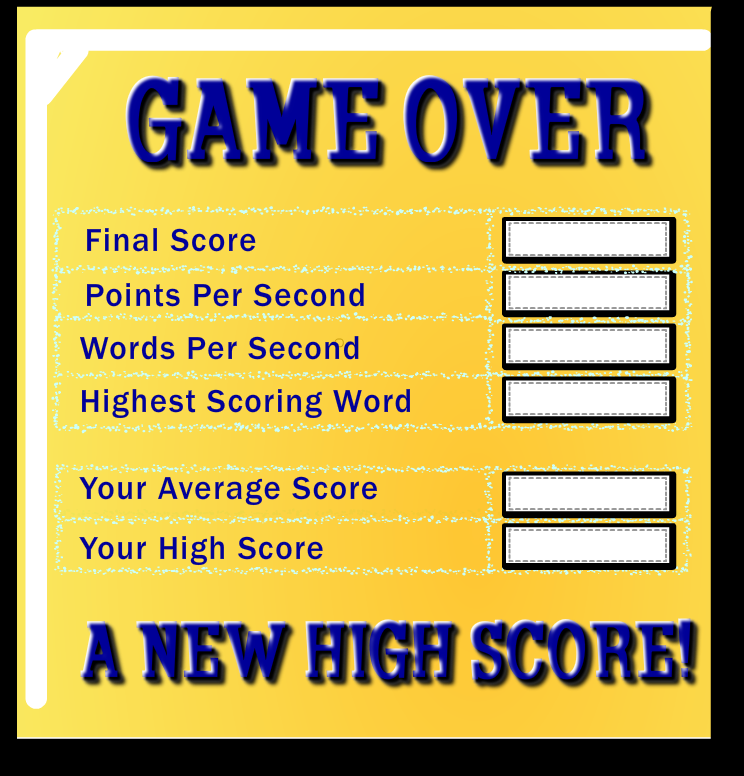 GAME OVER
Final Score
Points Per Second
Words Per Second
Highest Scoring Word
Your Average Score
Your High Score
A NEW HIGH SCORE!